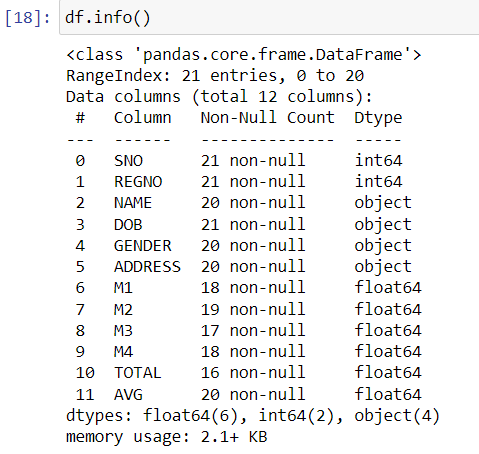 [18]: df.info()
<class 'pandas.core.frame.DataFrame'>
RangeIndex: 21 entries, 0 to 20
Data columns (total 12 columns):
 #   Column   Non-Null Count  Dtype
---  ------   --------------  -----
 0   SNO      21 non-null     int64
 1   REGNO    21 non-null     int64
 2   NAME     20 non-null     object
 3   DOB      21 non-null     object
 4   GENDER   20 non-null     object
 5   ADDRESS  20 non-null     object
 6   M1       18 non-null     float64
 7   M2       19 non-null     float64
 8   M3       17 non-null     float64
 9   M4       18 non-null     float64
 10  TOTAL    16 non-null     float64
 11  AVG      20 non-null     float64
dtypes: float64(6), int64(2), object(4)
memory usage: 2.1+ KB